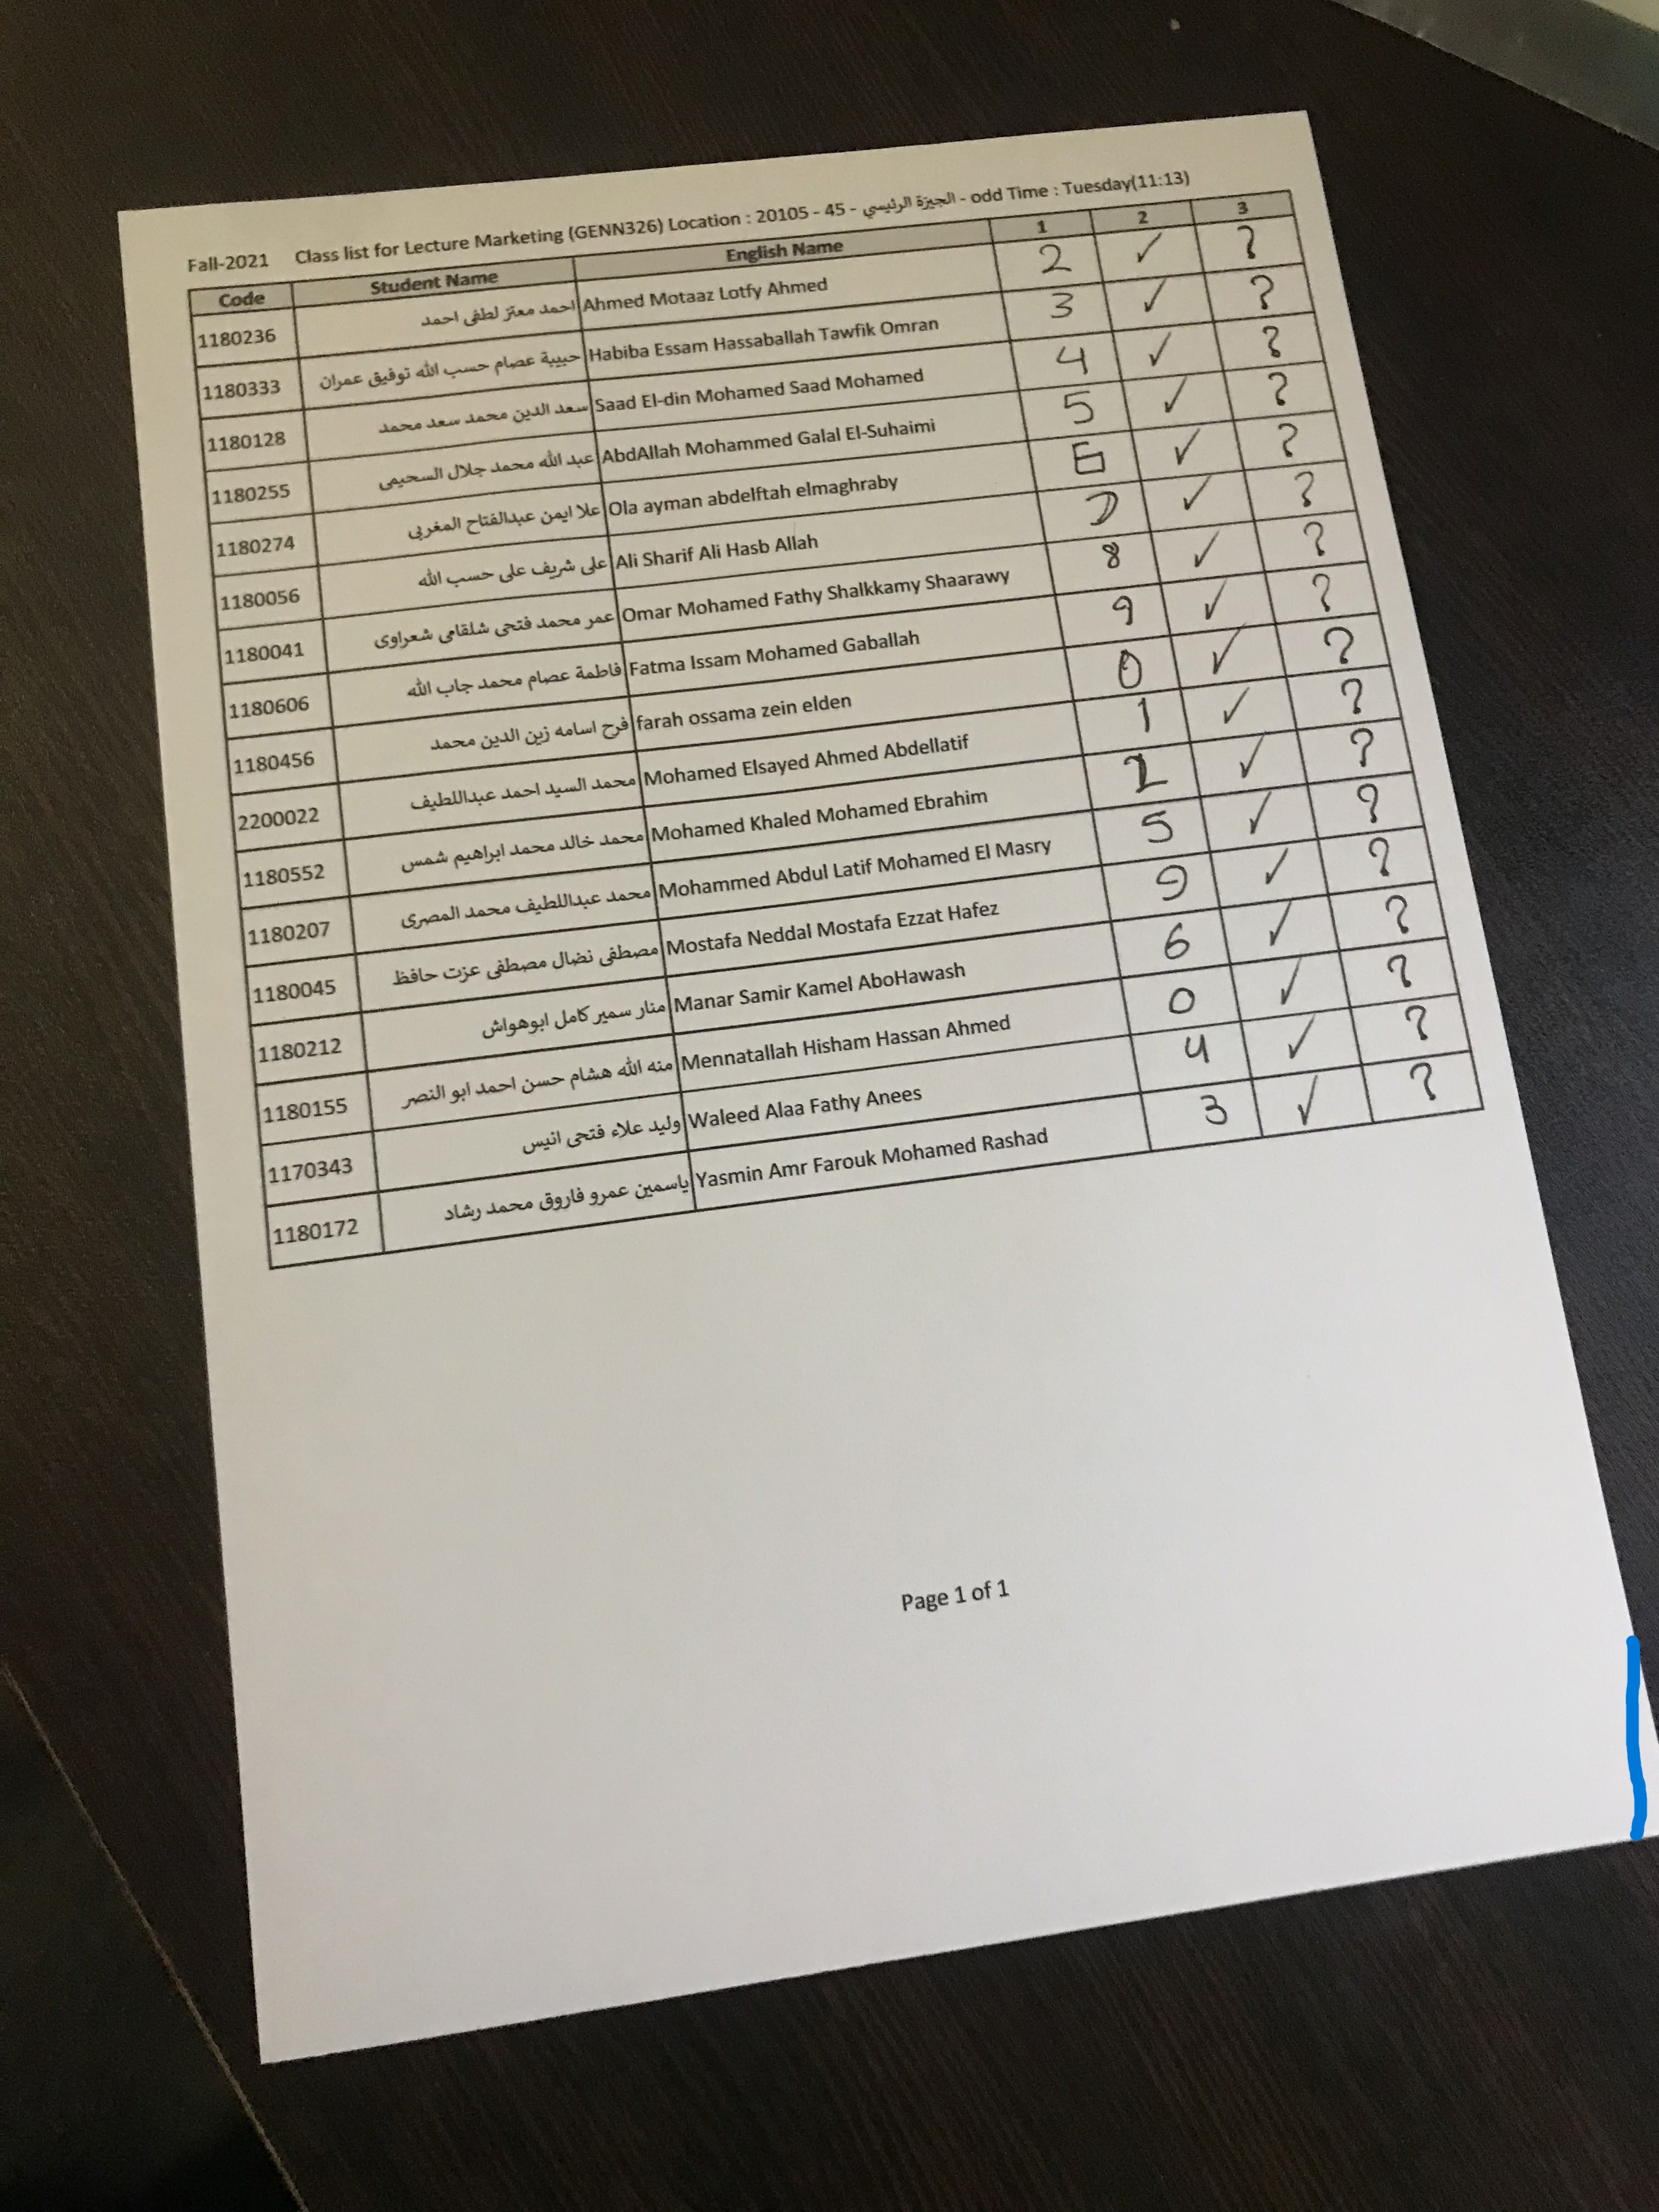 Fall-2021 Class list for Lecture Marketing (GENN326) Location : 20105 - 45 - الجيزة الرئيسي - odd Time : Tuesday(11:13)
Code Student Name English Name 1 2 3
1180236 احمد معتز لطفى احمد Ahmed Motaaz Lotfy Ahmed 2 ✓ ?
1180333 حبيبة عصام حسب الله توفيق عمران Habiba Essam Hassaballah Tawfik Omran 3 ✓ ?
1180128 سعد الدين محمد سعد محمد Saad El-din Mohamed Saad Mohamed 4 ✓ ?
1180255 عبد الله محمد جلال السحيمى AbdAllah Mohammed Galal El-Suhaimi 5 ✓ ?
1180274 علا ايمن عبدالفتاح المغربى Ola ayman abdelftah elmaghraby 6 ✓ ?
1180056 على شريف على حسب الله Ali Sharif Ali Hasb Allah 7 ✓ ?
1180041 عمر محمد فتحى شلقامى شعراوى Omar Mohamed Fathy Shalkkamy Shaarawy 8 ✓ ?
1180606 فاطمة عصام محمد جاب الله Fatma Issam Mohamed Gaballah 9 ✓ ?
1180456 فرح اسامه زين الدين محمد farah ossama zein elden 0 ✓ ?
2200022 محمد السيد احمد عبداللطيف Mohamed Elsayed Ahmed Abdellatif 1 ✓ ?
1180552 محمد خالد محمد ابراهيم شمس Mohamed Khaled Mohamed Ebrahim 2 ✓ ?
1180207 محمد عبداللطيف محمد المصرى Mohammed Abdul Latif Mohamed El Masry 5 ✓ ?
1180045 مصطفى نضال مصطفى عزت حافظ Mostafa Neddal Mostafa Ezzat Hafez 9 ✓ ?
1180212 منار سمير كامل ابوهواش Manar Samir Kamel AboHawash 6 ✓ ?
1180155 منه الله هشام حسن احمد ابو النصر Mennatallah Hisham Hassan Ahmed 0 ✓ ?
1170343 وليد علاء فتحى انيس Waleed Alaa Fathy Anees 4 ✓ ?
1180172 ياسمين عمرو فاروق محمد رشاد Yasmin Amr Farouk Mohamed Rashad 3 ✓ ?
Page 1 of 1